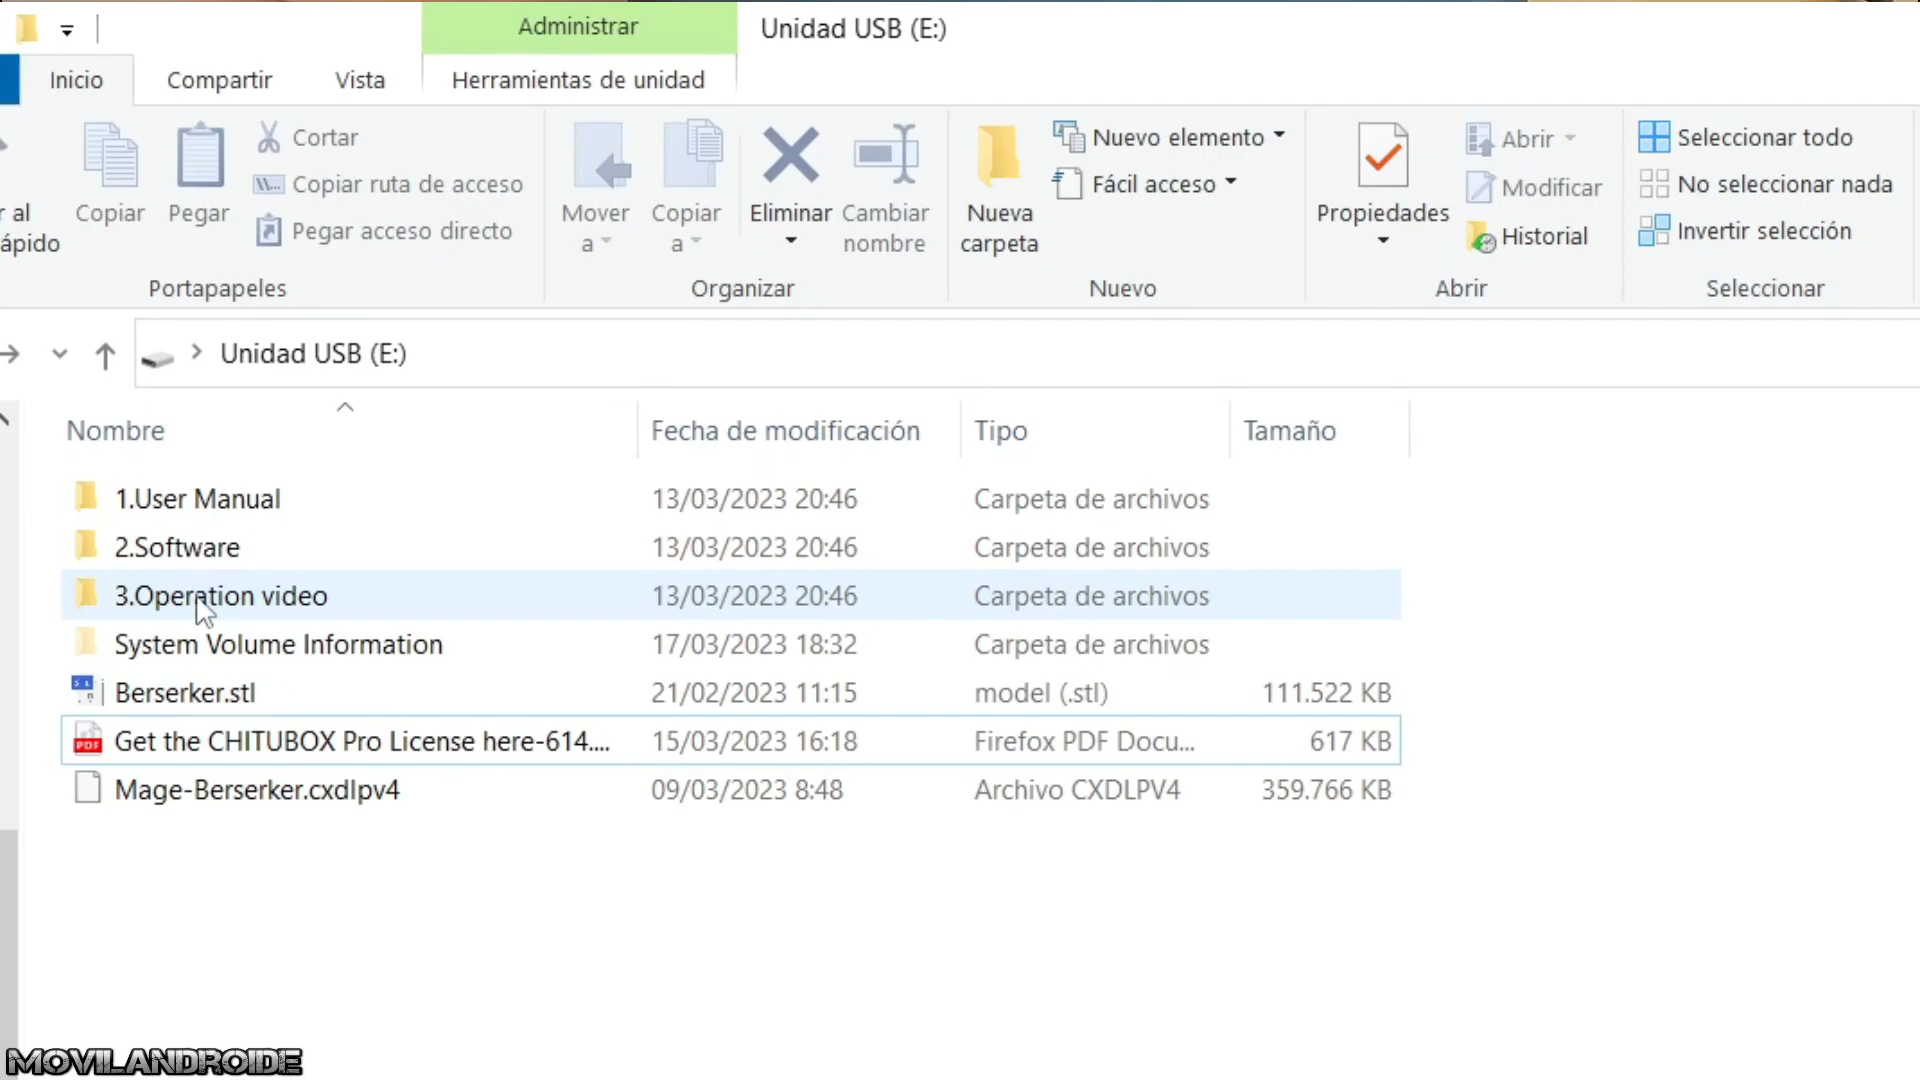 Administrar
Unidad USB (E:)
Inicio
Compartir
Vista
Herramientas de unidad
r al
ápido
Copiar
Pegar
Cortar
Copiar ruta de acceso
Pegar acceso directo
Portapapeles
Mover
a
Copiar
a
Eliminar
Cambiar
nombre
Organizar
Nueva
carpeta
Nuevo elemento
Fácil acceso
Nuevo
Propiedades
Abrir
Modificar
Historial
Abrir
Seleccionar todo
No seleccionar nada
Invertir selección
Seleccionar
Unidad USB (E:)
Nombre Fecha de modificación Tipo Tamaño
1.User Manual 13/03/2023 20:46 Carpeta de archivos
2.Software 13/03/2023 20:46 Carpeta de archivos
3.Operation video 13/03/2023 20:46 Carpeta de archivos
System Volume Information 17/03/2023 18:32 Carpeta de archivos
Berserker.stl 21/02/2023 11:15 model (.stl) 111.522 KB
Get the CHITUBOX Pro License here-614.... 15/03/2023 16:18 Firefox PDF Docu... 617 KB
Mage-Berserker.cxdlpv4 09/03/2023 8:48 Archivo CXDLPV4 359.766 KB
MOVILANDROIDE